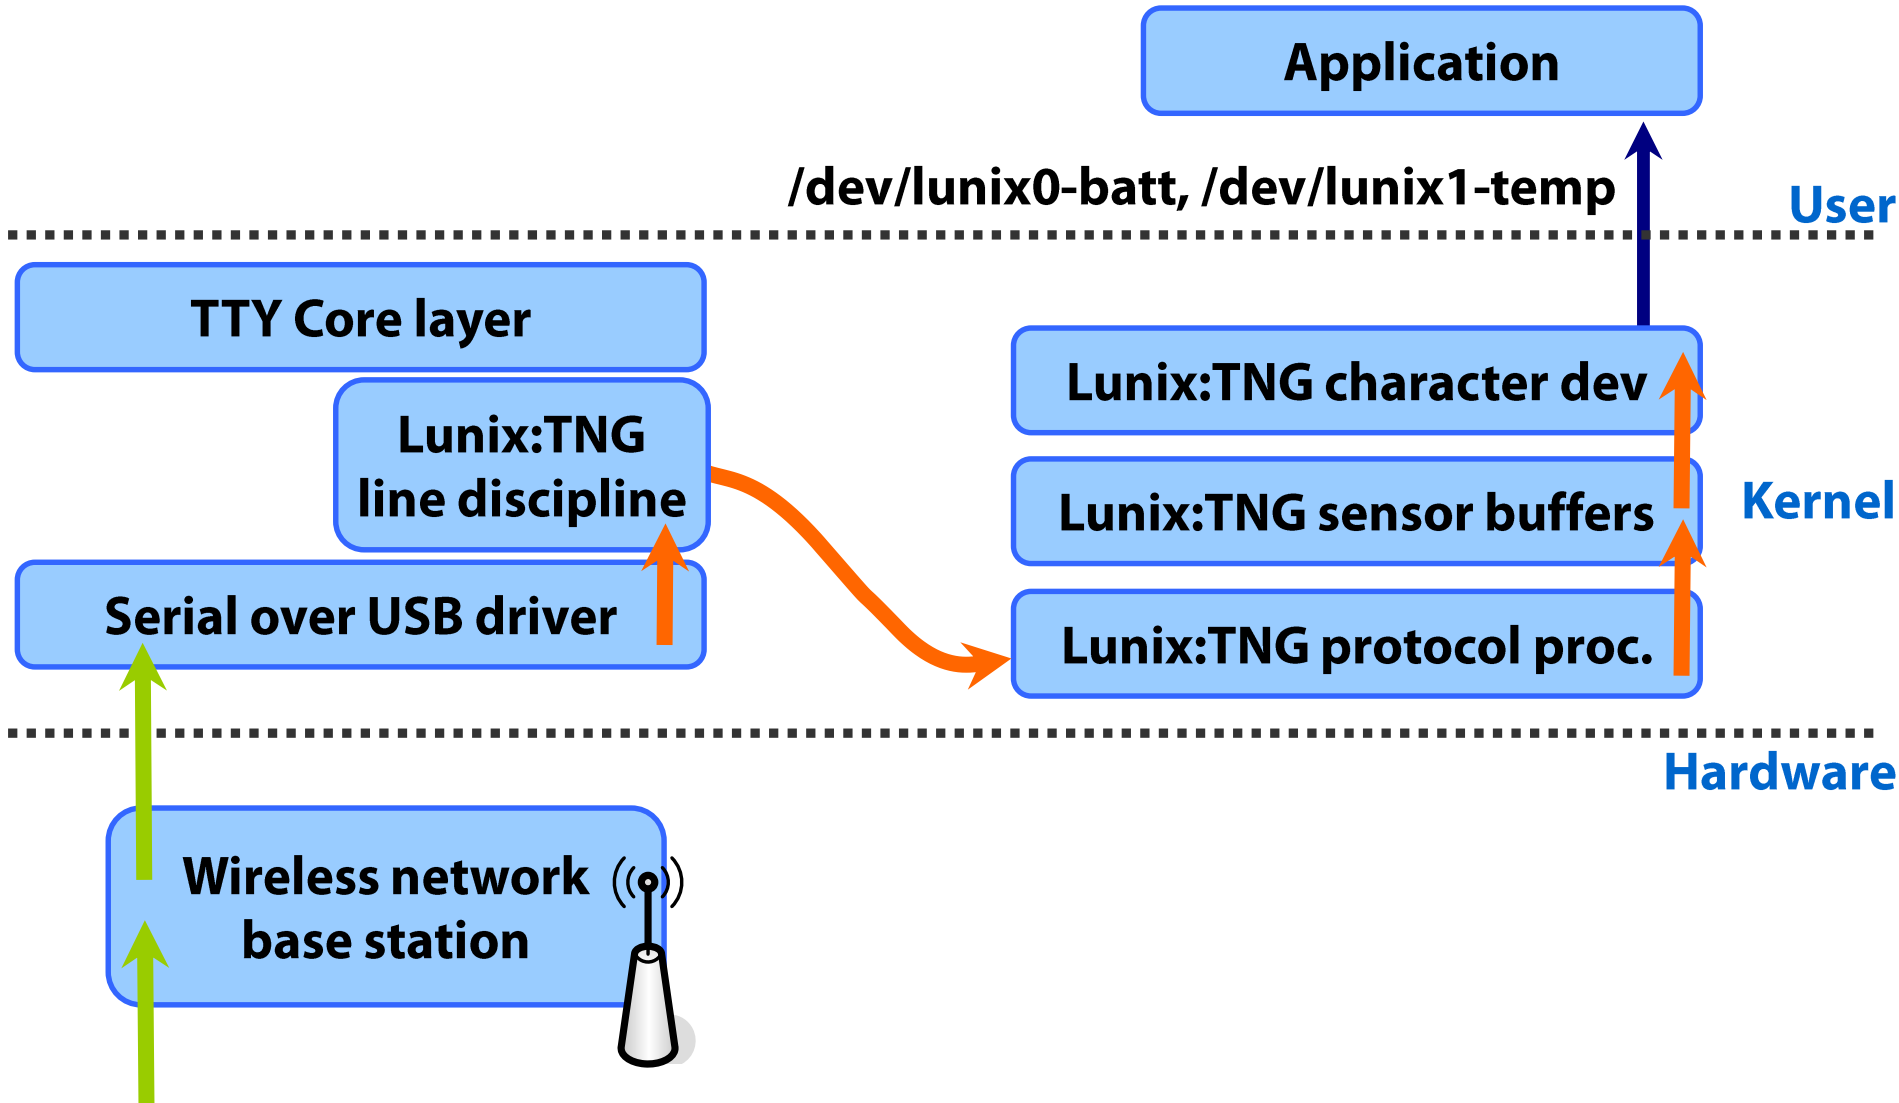 Application
/dev/lunix0-batt, /dev/lunix1-temp
User
TTY Core layer
Lunix:TNG
line discipline
Serial over USB driver
Lunix:TNG character dev
Lunix:TNG sensor buffers
Kernel
Lunix:TNG protocol proc.
Hardware
Wireless network
base station